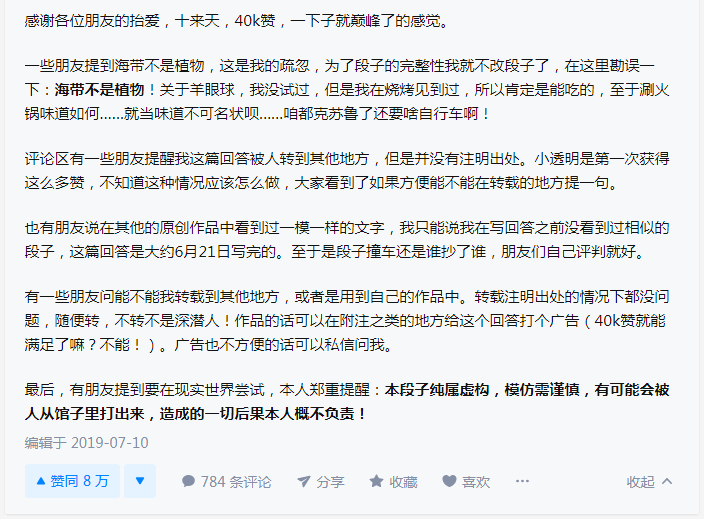 感谢各位朋友的抬爱，十来天，40k赞，一下子就巅峰了的感觉。
一些朋友提到海带不是植物，这是我的疏忽，为了段子的完整性我就不改段子了，在这里勘误一
下：海带不是植物！关于羊眼球，我没试过，但是我在烧烤见到过，所以肯定是能吃的，至于涮火
锅味道如何......就当味道不可名状呗......咱都克苏鲁了还要啥自行车啊！
评论区有一些朋友提醒我这篇回答被人转到其他地方，但是并没有注明出处。小透明是第一次获得
这么多赞，不知道这种情况应该怎么做，大家看到了如果方便能不能在转载的地方提一句。
也有朋友说在其他的原创作品中看到过一模一样的文字，我只能说我在写回答之前没看到过相似的
段子，这篇回答是大约6月21日写完的。至于是段子撞车还是谁抄了谁，朋友们自己评判就好。
有一些朋友问能不能我转载到其他地方，或者是用到自己的作品中。转载注明出处的情况下都没问
题，随便转，不转不是深潜人！作品的话可以在附注之类的地方给这个回答打个广告（40k赞就能
满足了嘛？不能！）。广告也不方便的话可以私信问我。
最后，有朋友提到要在现实世界尝试，本人郑重提醒：本段子纯属虚构，模仿需谨慎，有可能会被
人从馆子里打出来，造成的一切后果本人概不负责！
编辑于 2019-07-10
赞同 8 万 784 条评论 分享 收藏 喜欢 收起